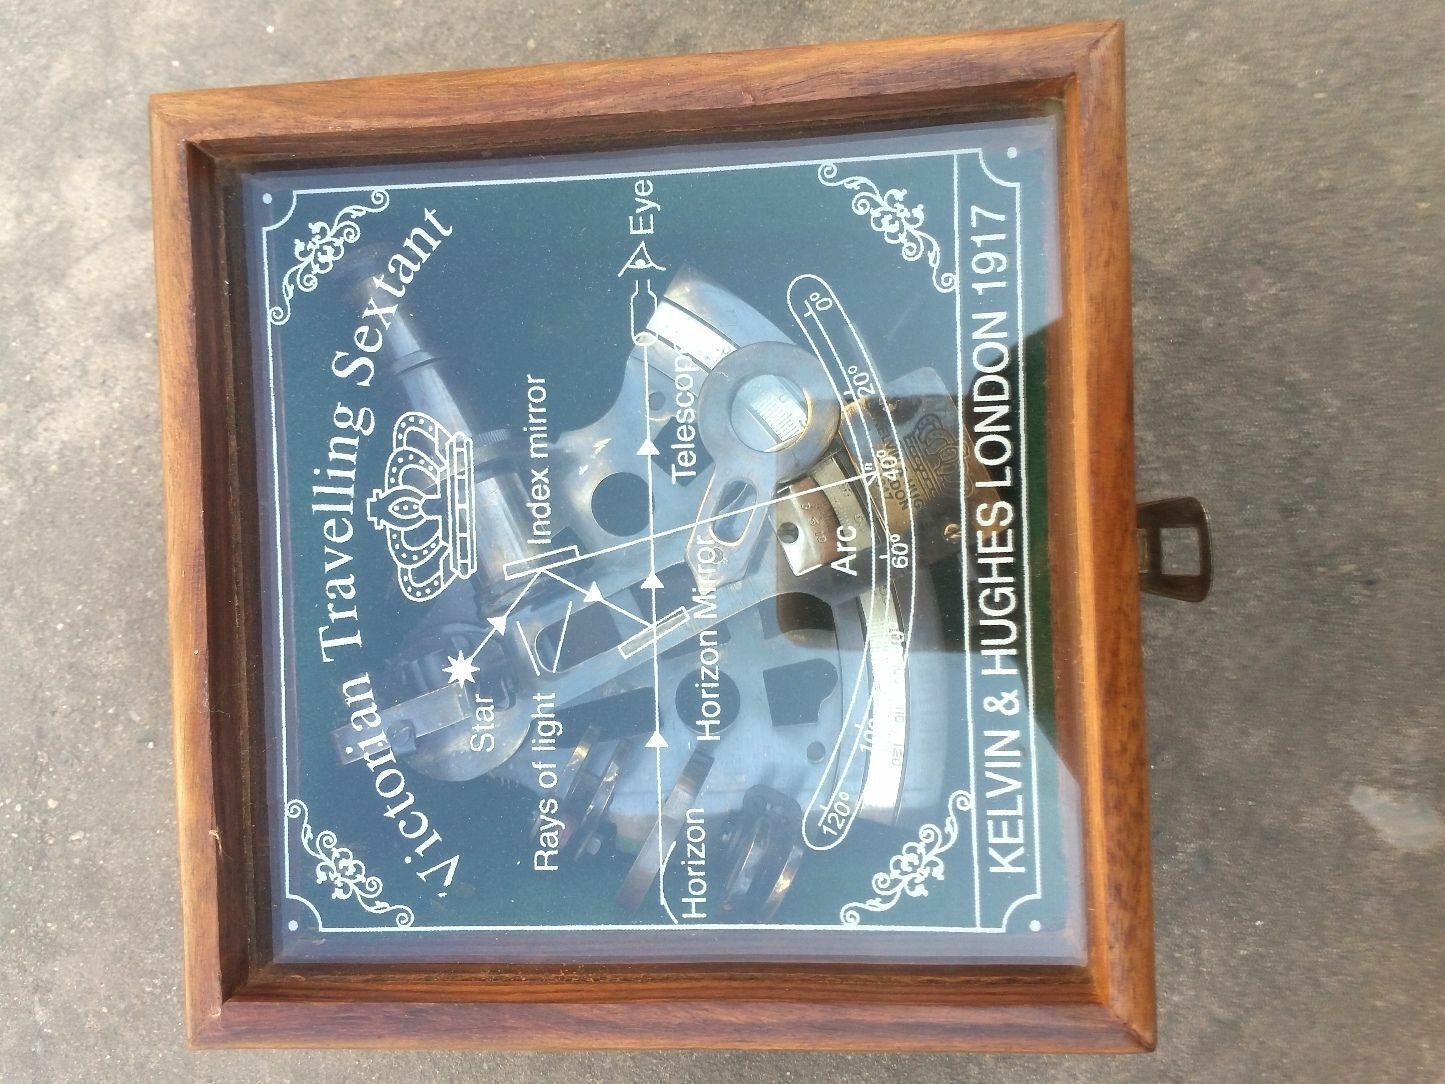 Victorian Travelling Sextant
Index mirror
Star
Rays of light
Eye
Telescop
Horizon
Horizon Mirror
Arc
0°
20°
40°
60°
120°
KELVIN & HUGHES LONDON 1917